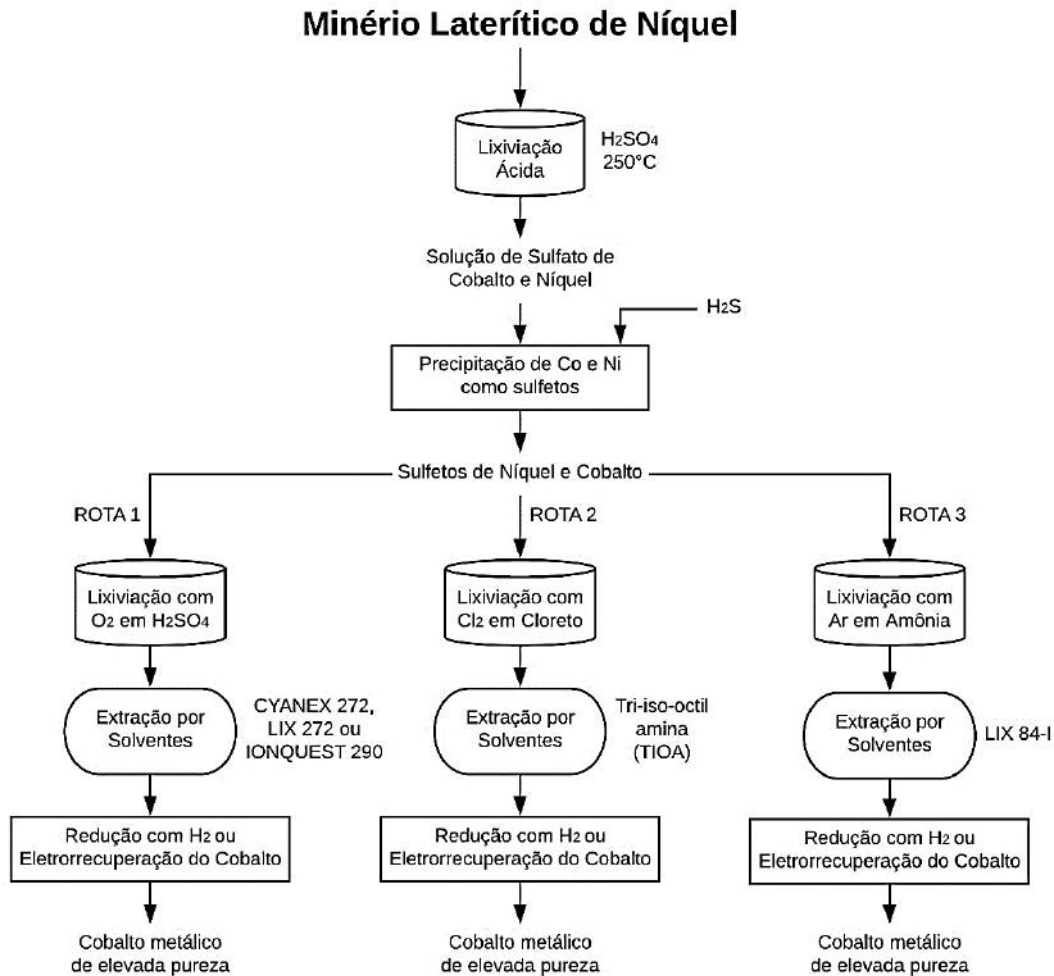 Minério Laterítico de Níquel
Lixiviação
Ácida
H2SO4
250°C
Solução de Sulfato de
Cobalto e Níquel
H2S
Precipitação de Co e Ni
como sulfetos
Sulfetos de Níquel e Cobalto
ROTA 1
ROTA 2
ROTA 3
Lixiviação com
O2 em H2SO4
Lixiviação com
Cl2 em Cloreto
Lixiviação com
Ar em Amônia
Extração por
Solventes
CYANEX 272,
LIX 272 ou
IONQUEST 290
Extração por
Solventes
Tri-iso-octil
amina
(TIOA)
Extração por
Solventes
LIX 84-I
Redução com H2 ou
Eletrorrecuperação do Cobalto
Redução com H2 ou
Eletrorrecuperação do Cobalto
Redução com H2 ou
Eletrorrecuperação do Cobalto
Cobalto metálico
de elevada pureza
Cobalto metálico
de elevada pureza
Cobalto metálico
de elevada pureza